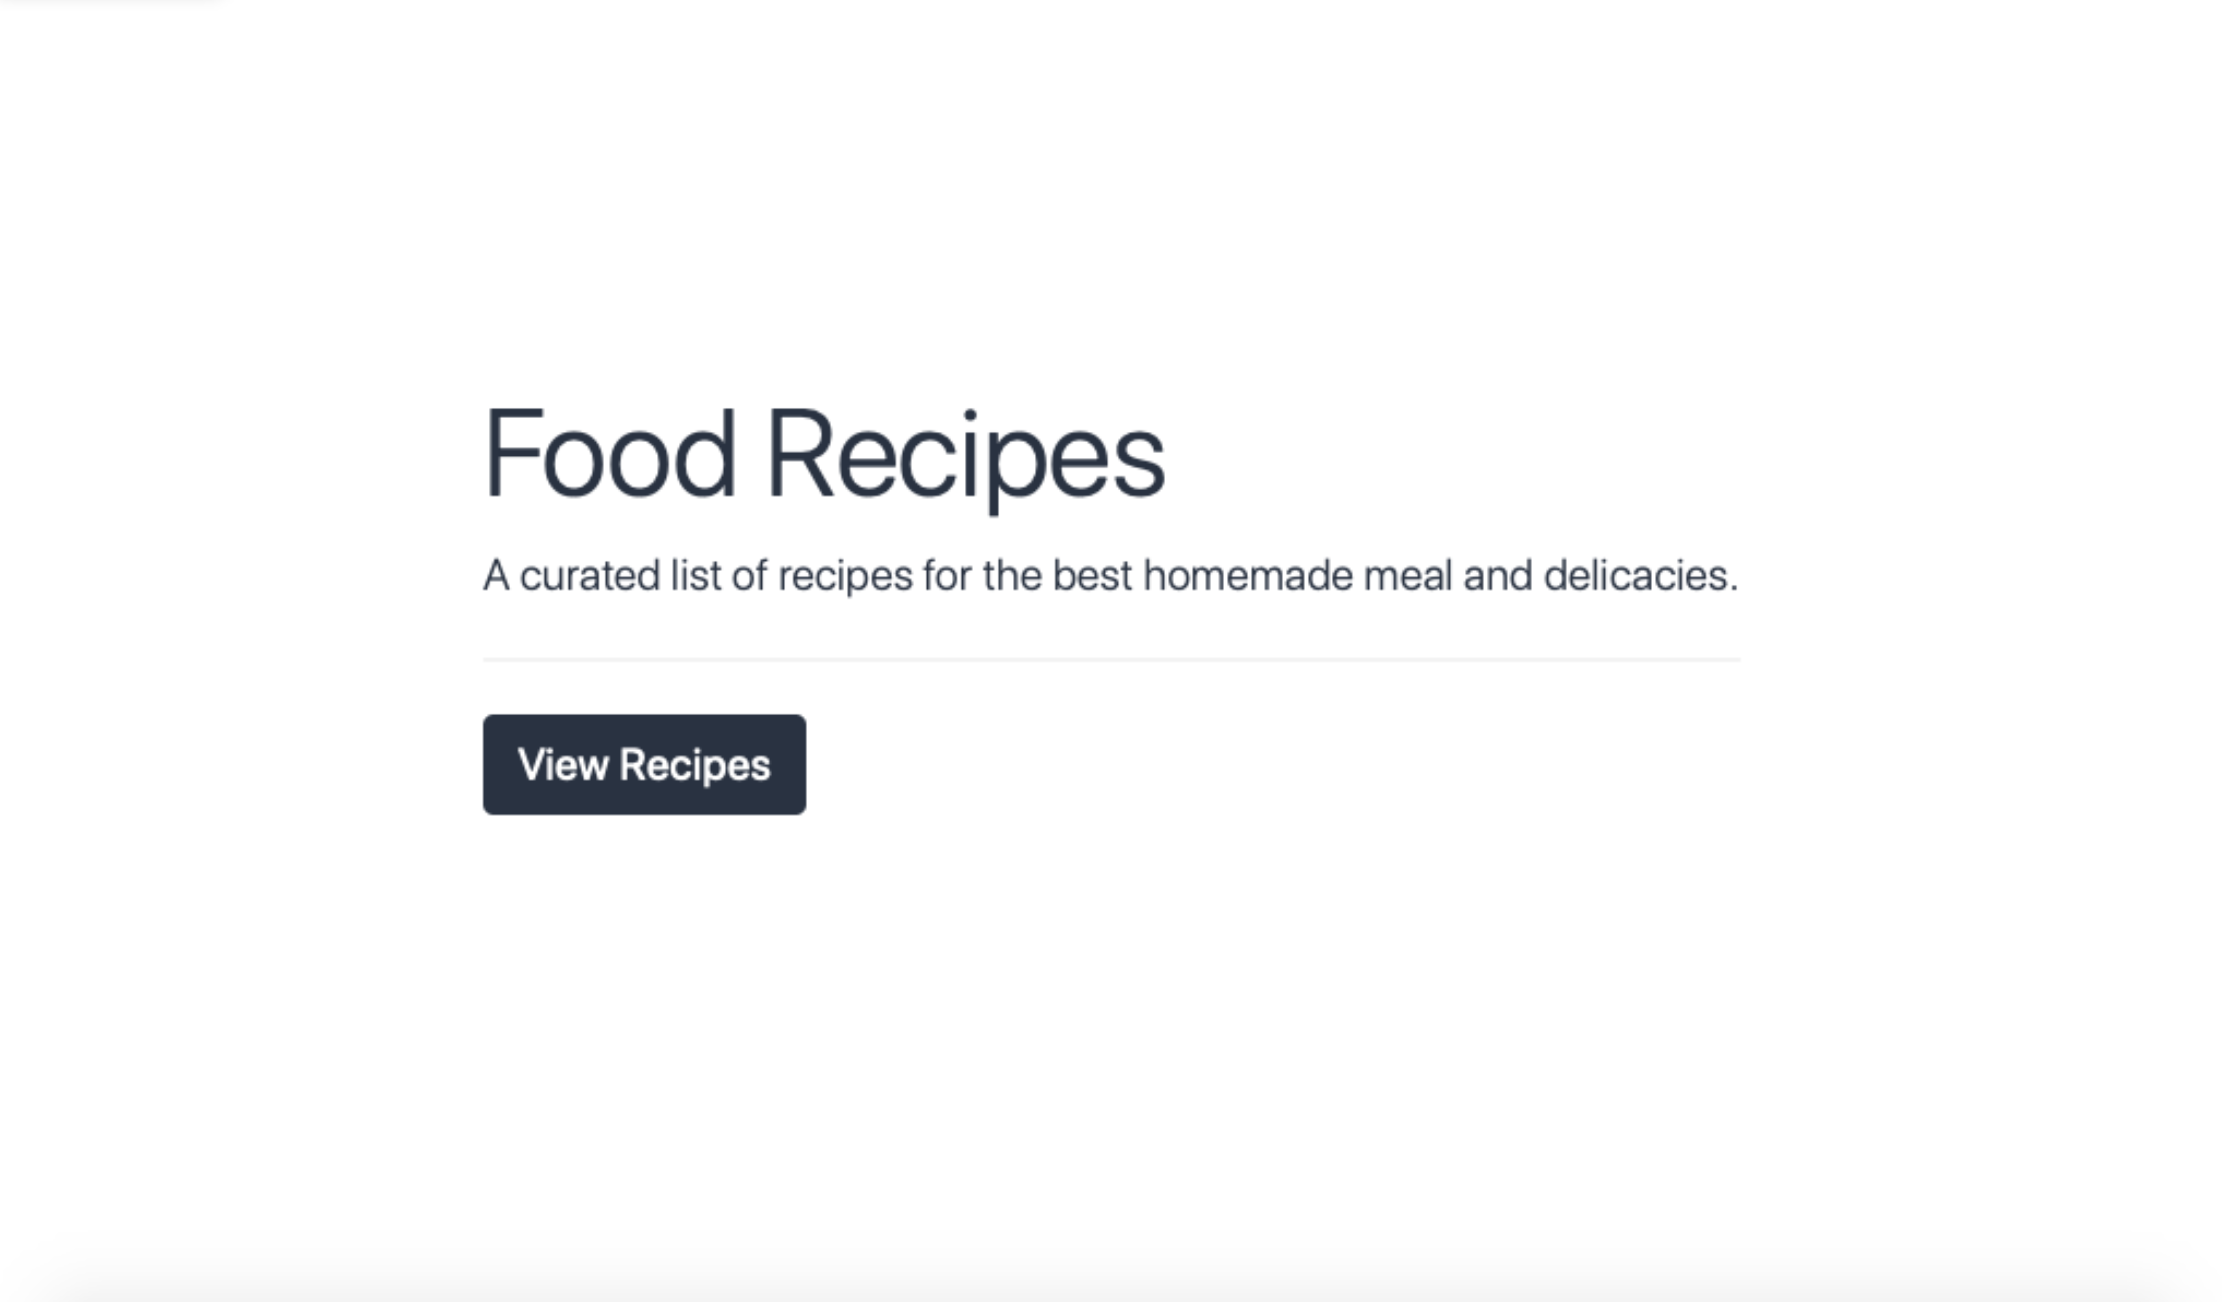 Food Recipes
A curated list of recipes for the best homemade meal and delicacies.
View Recipes